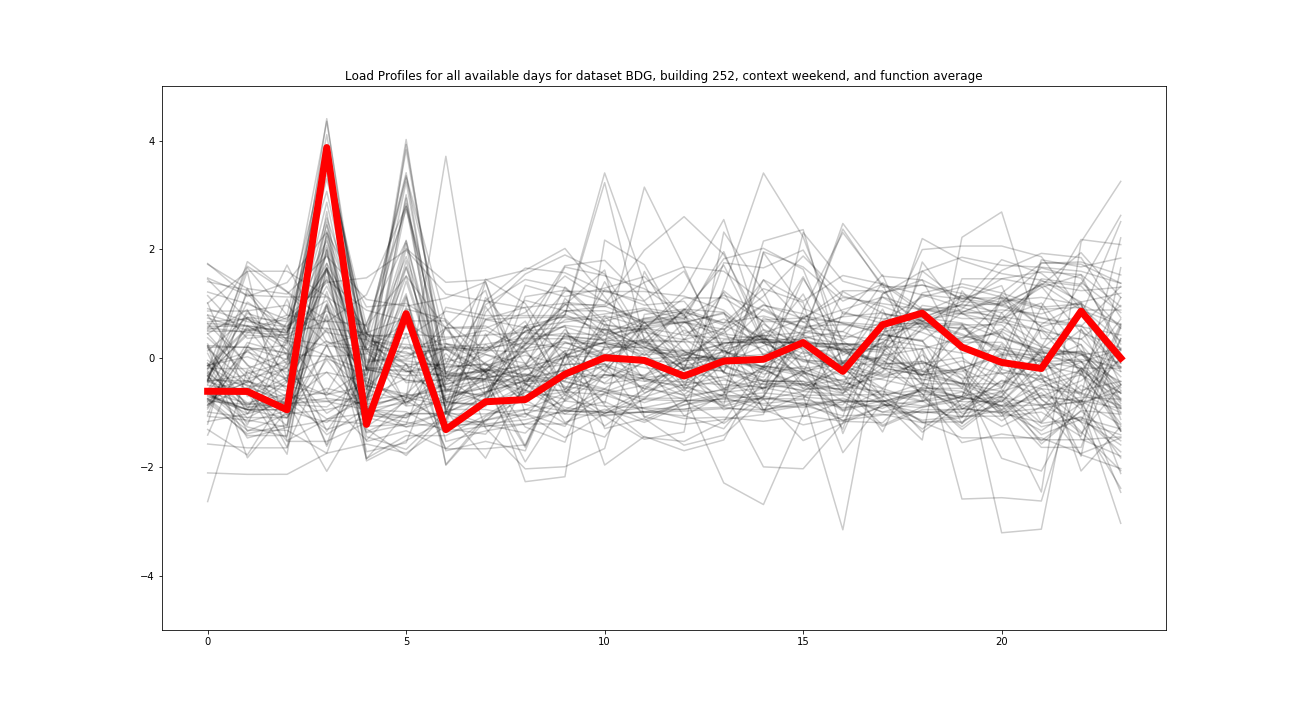 Load Profiles for all available days for dataset BDG, building 252, context weekend, and function average
4
2
0
−2
−4
0 5 10 15 20